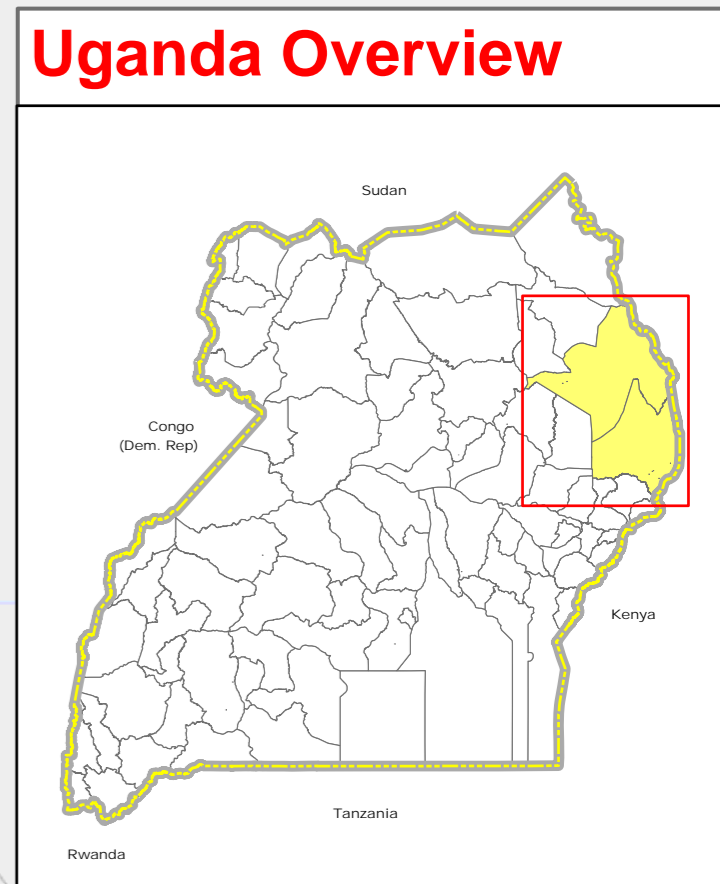 Uganda Overview
Sudan
Congo
(Dem. Rep)
Kenya
Tanzania
Rwanda